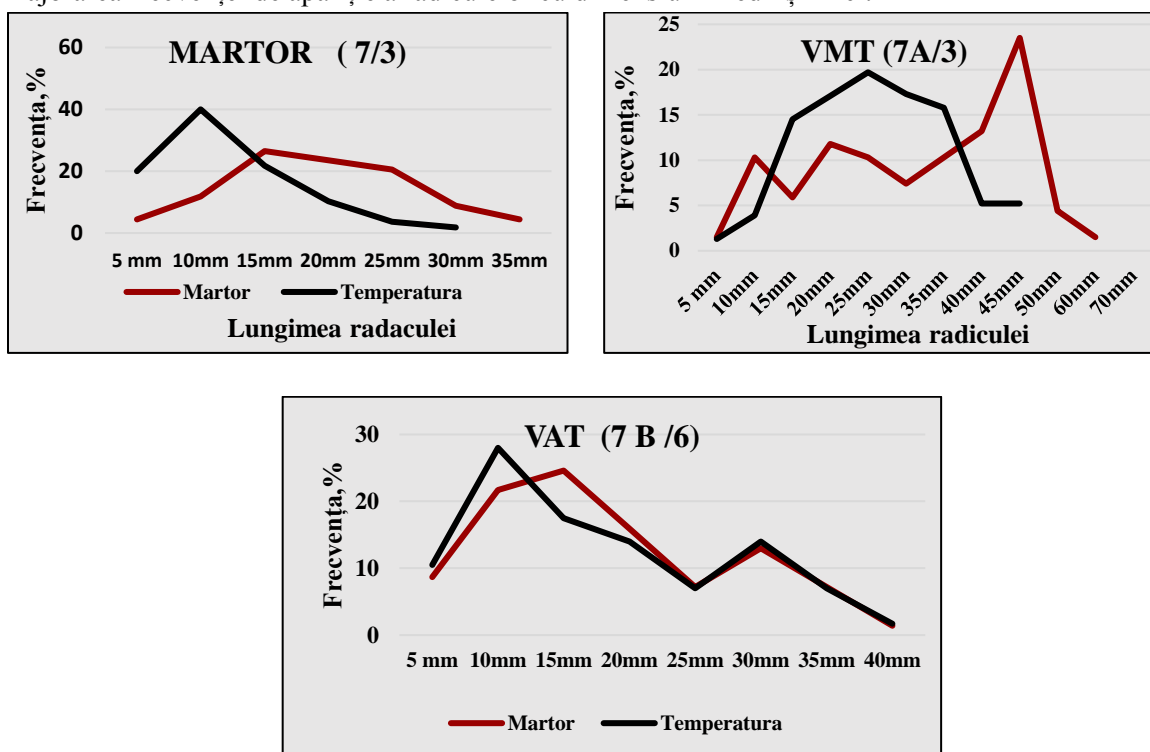 MARTOR ( 7/3)
60
40
20
0
Frecvența,%
5 mm 10mm 15mm 20mm 25mm 30mm 35mm
Martor Temperatura
Lungimea radaculei
VMT (7A/3)
25
20
15
10
5
0
Frecvența,%
5 mm 10mm 15mm 20mm 25mm 30mm 35mm 40mm 45mm 50mm 60mm 70mm
Lungimea radiculei
VAT (7 B /6)
30
20
10
0
Frecvența,%
5 mm 10mm 15mm 20mm 25mm 30mm 35mm 40mm
Martor Temperatura